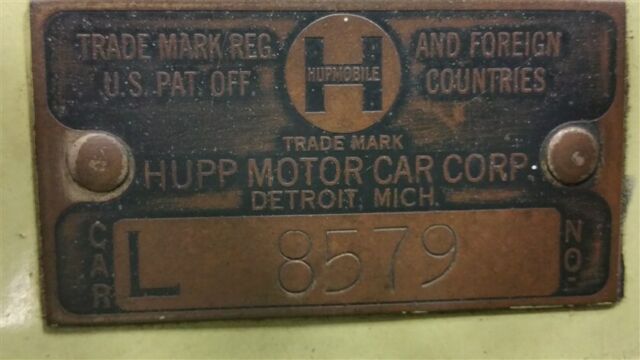 TRADE MARK REG. AND FOREIGN
U.S. PAT. OFF. COUNTRIES
H
HUPMOBILE
TRADE MARK
HUPP MOTOR CAR CORP.
DETROIT, MICH.
CAR L 8579 NO.